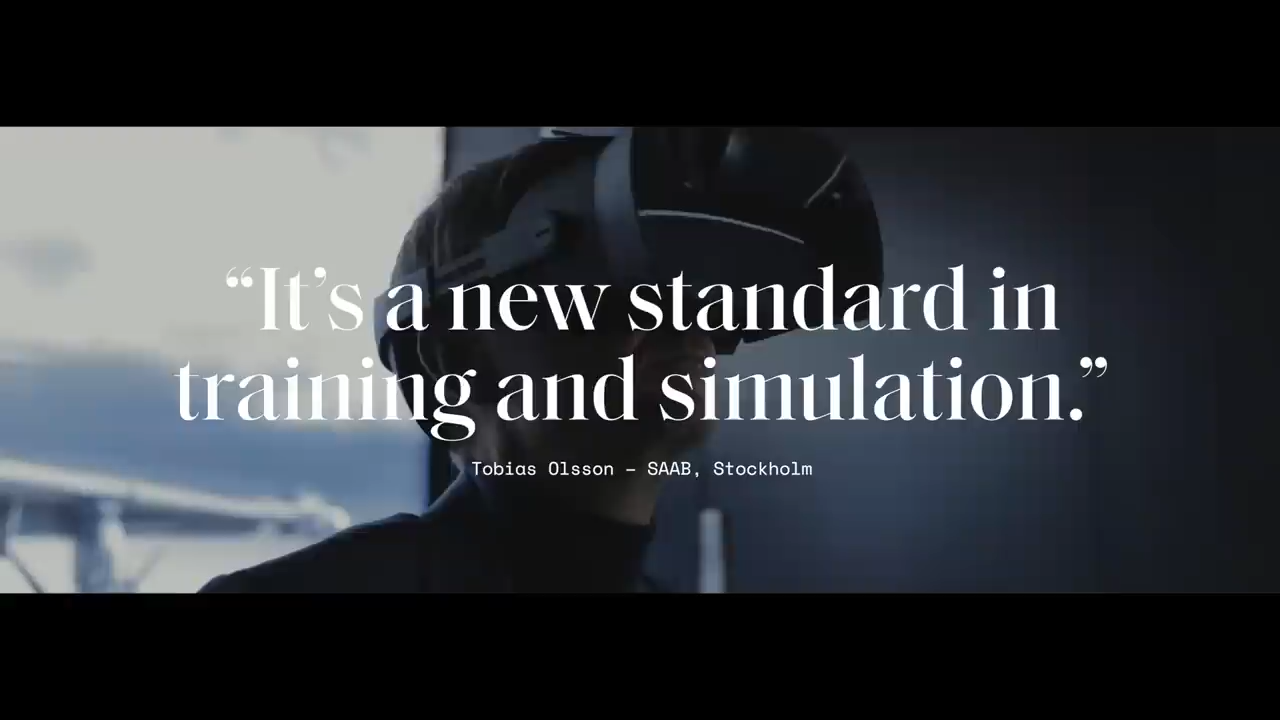 “It’s a new standard in
training and simulation.”
Tobias Olsson – SAAB, Stockholm